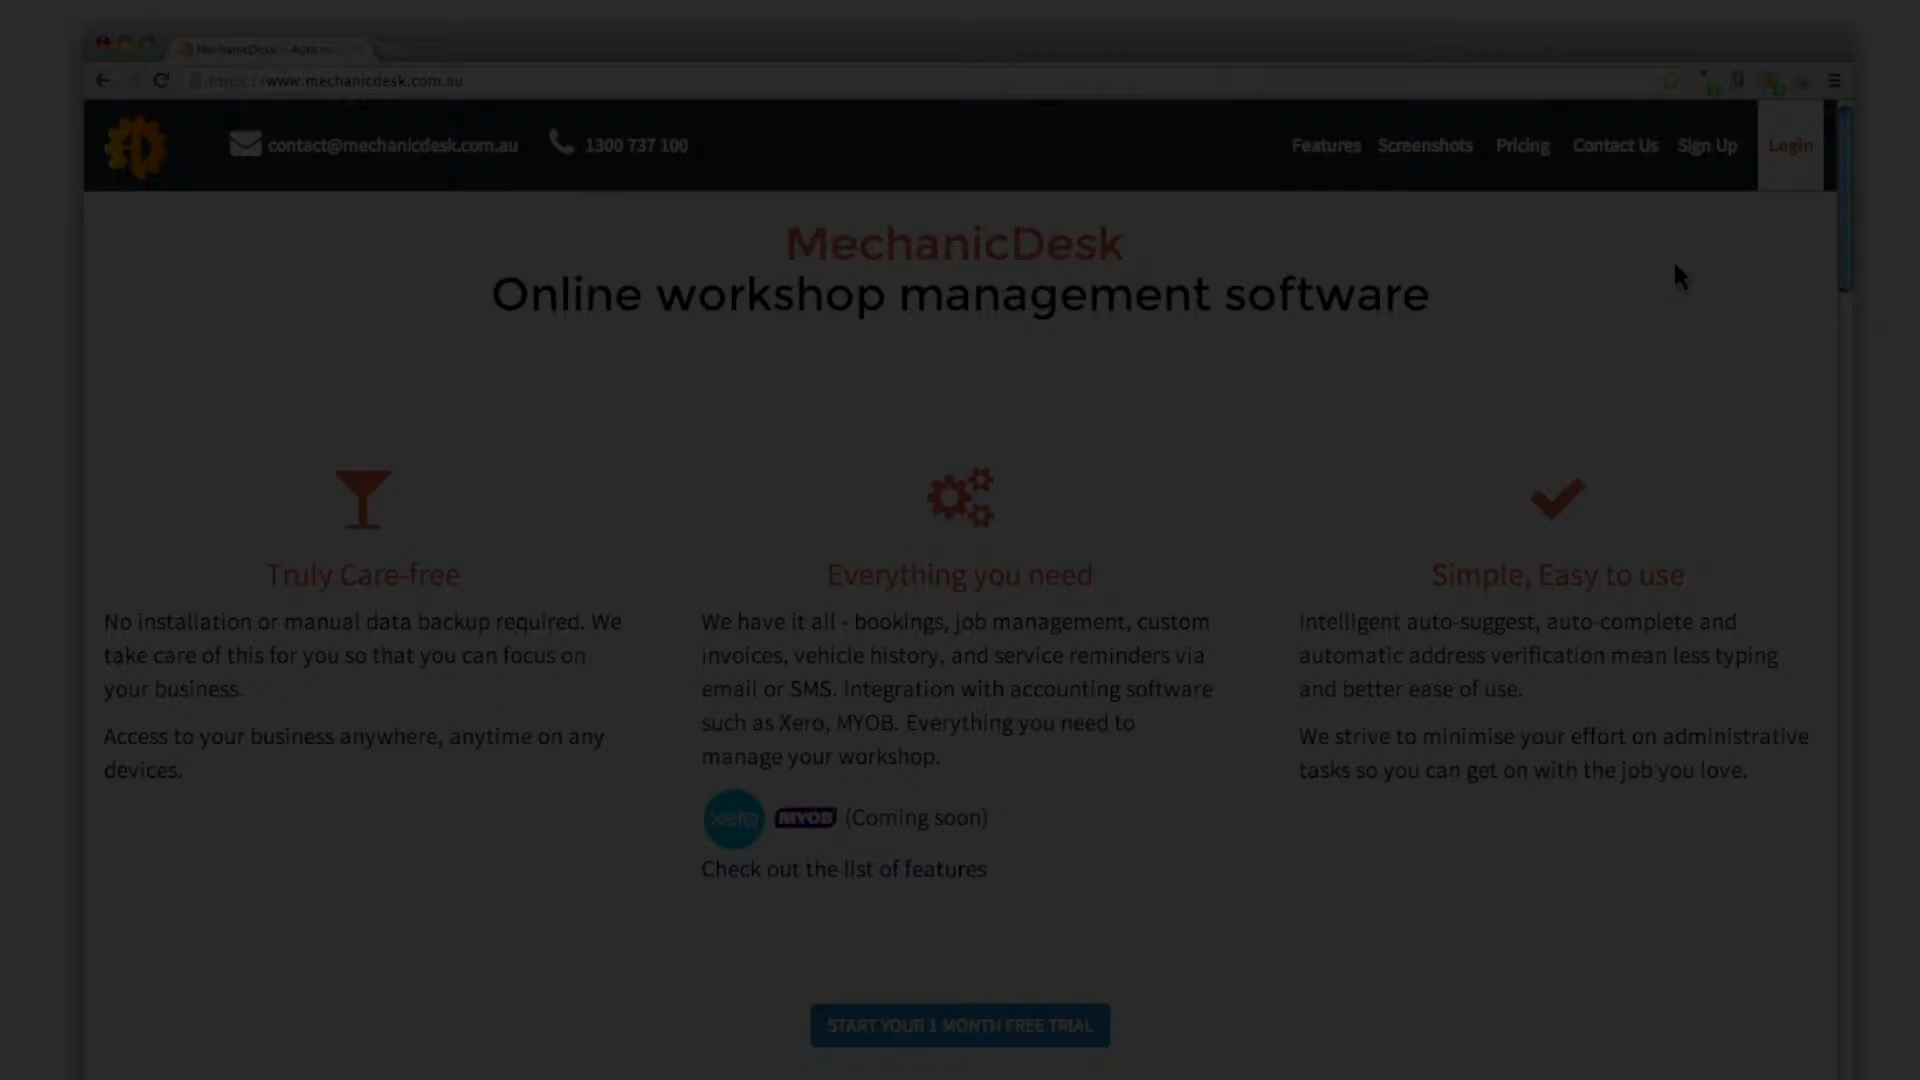 MechanicDesk - Auto
https://www.mechanicdesk.com.au
contact@mechanicdesk.com.au 1300 737 100 Features Screenshots Pricing Contact Us Sign Up Login
MechanicDesk
Online workshop management software
Truly Care-free
No installation or manual data backup required. We
take care of this for you so that you can focus on
your business.
Access to your business anywhere, anytime on any
devices.
Everything you need
We have it all - bookings, job management, custom
invoices, vehicle history, and service reminders via
email or SMS. Integration with accounting software
such as Xero, MYOB. Everything you need to
manage your workshop.
xero MYOB (Coming soon)
Check out the list of features
Simple, Easy to use
Intelligent auto-suggest, auto-complete and
automatic address verification mean less typing
and better ease of use.
We strive to minimise your effort on administrative
tasks so you can get on with the job you love.
START YOUR 1 MONTH FREE TRIAL